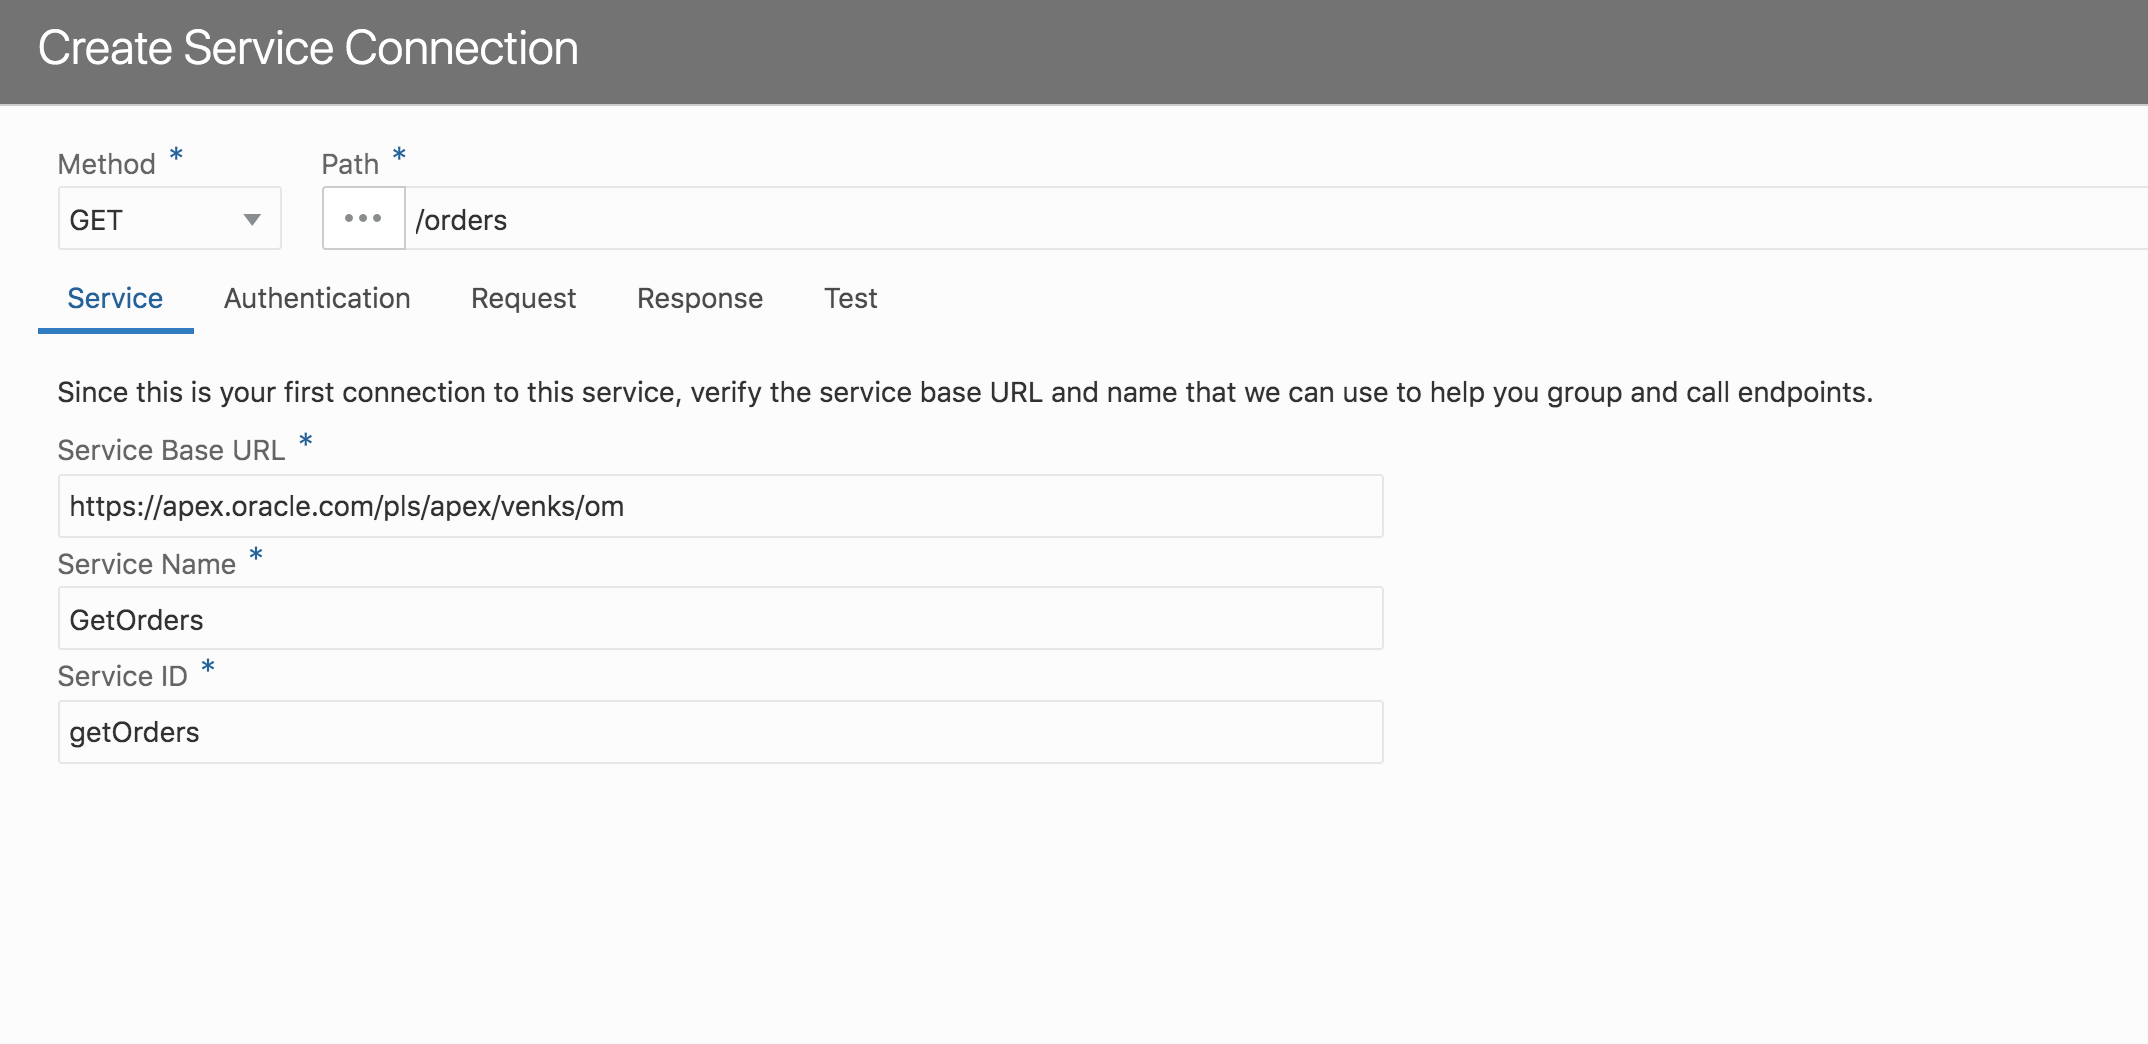 Create Service Connection
Method * Path *
GET ••• /orders
Service Authentication Request Response Test
Since this is your first connection to this service, verify the service base URL and name that we can use to help you group and call endpoints.
Service Base URL *
https://apex.oracle.com/pls/apex/venks/om
Service Name *
GetOrders
Service ID *
getOrders